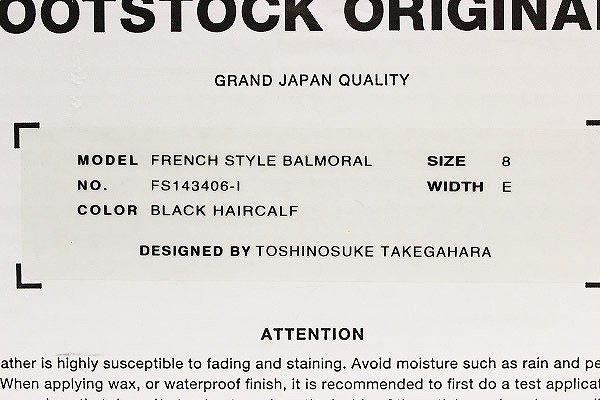 OOTSTOCK ORIGINAL
GRAND JAPAN QUALITY
MODEL FRENCH STYLE BALMORAL SIZE 8
NO. FS143406-I WIDTH E
COLOR BLACK HAIRCALF
DESIGNED BY TOSHINOSUKE TAKEGAHARA
ATTENTION
ather is highly susceptible to fading and staining. Avoid moisture such as rain and pe
When applying wax, or waterproof finish, it is recommended to first do a test applicat